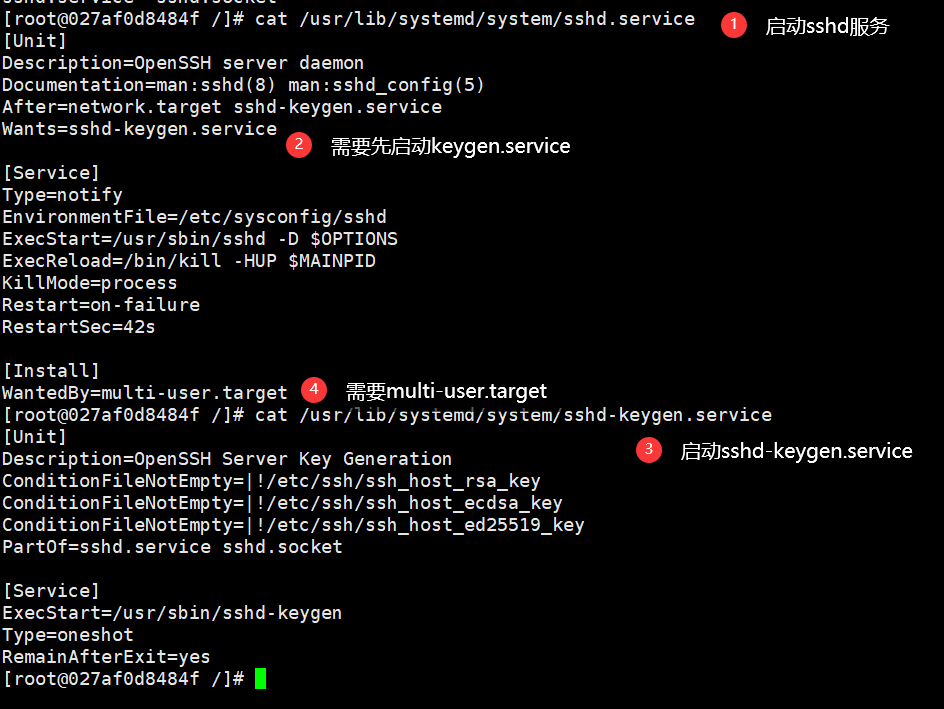 [root@027af0d8484f /]# cat /usr/lib/systemd/system/sshd.service
1 启动sshd服务
[Unit]
Description=OpenSSH server daemon
Documentation=man:sshd(8) man:sshd_config(5)
After=network.target sshd-keygen.service
Wants=sshd-keygen.service
2 需要先启动keygen.service
[Service]
Type=notify
EnvironmentFile=/etc/sysconfig/sshd
ExecStart=/usr/sbin/sshd -D $OPTIONS
ExecReload=/bin/kill -HUP $MAINPID
KillMode=process
Restart=on-failure
RestartSec=42s
[Install]
WantedBy=multi-user.target
4 需要multi-user.target
[root@027af0d8484f /]# cat /usr/lib/systemd/system/sshd-keygen.service
[Unit]
3 启动sshd-keygen.service
Description=OpenSSH Server Key Generation
ConditionFileNotEmpty=|!/etc/ssh/ssh_host_rsa_key
ConditionFileNotEmpty=|!/etc/ssh/ssh_host_ecdsa_key
ConditionFileNotEmpty=|!/etc/ssh/ssh_host_ed25519_key
PartOf=sshd.service sshd.socket
[Service]
ExecStart=/usr/sbin/sshd-keygen
Type=oneshot
RemainAfterExit=yes
[root@027af0d8484f /]#